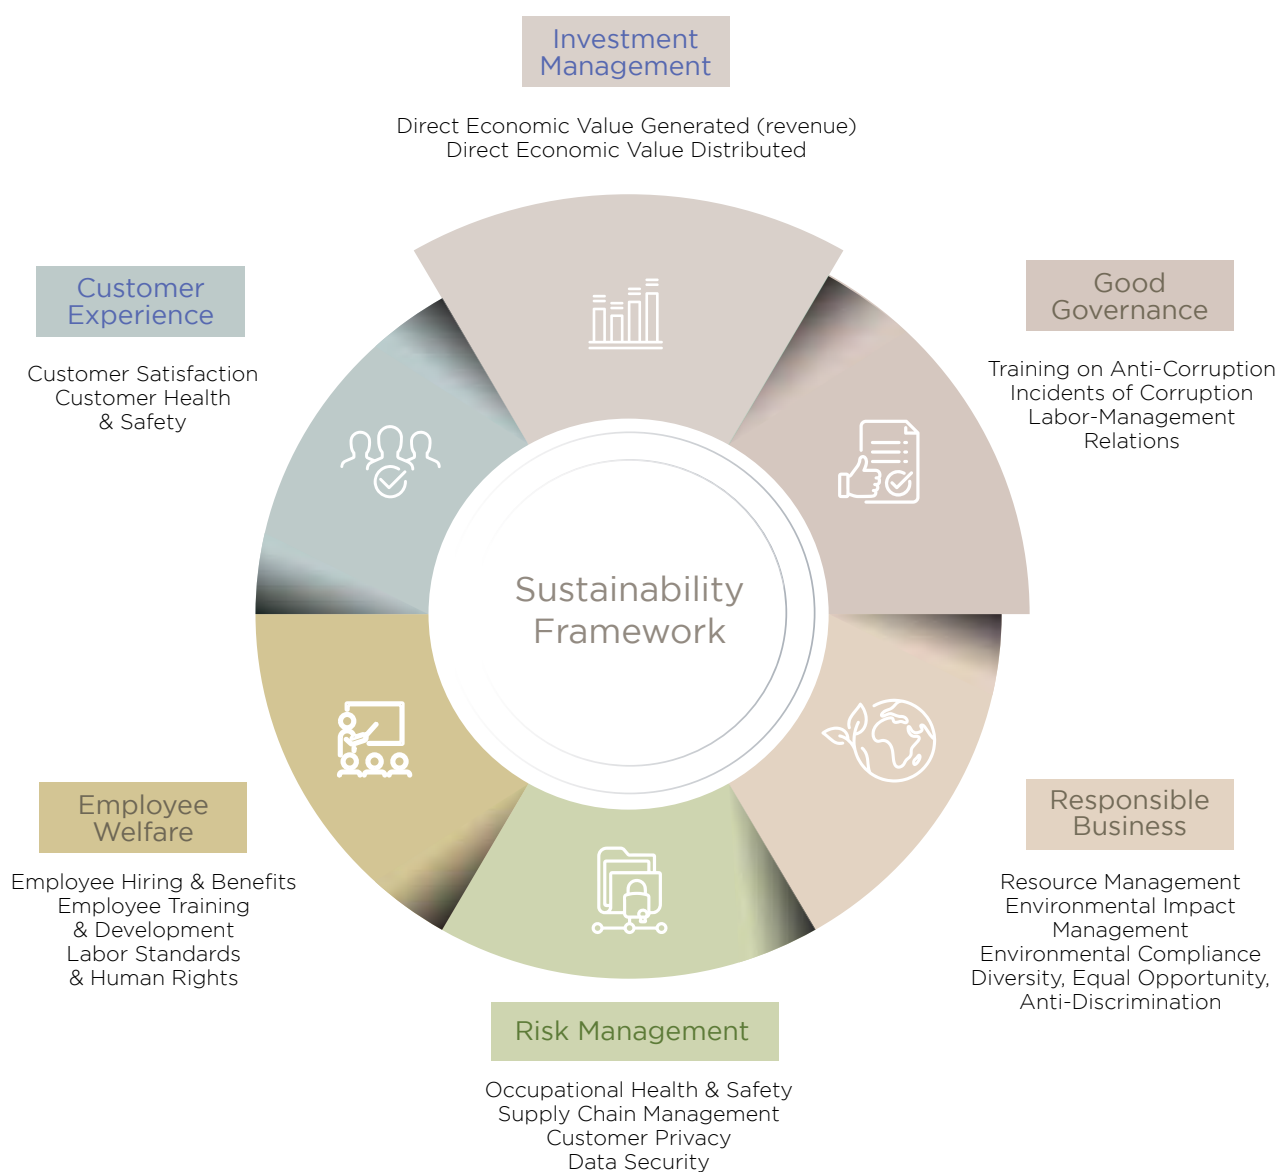 Investment
Management
Direct Economic Value Generated (revenue)
Direct Economic Value Distributed
Customer
Experience
Customer Satisfaction
Customer Health
& Safety
Good
Governance
Training on Anti-Corruption
Incidents of Corruption
Labor-Management
Relations
Sustainability
Framework
Employee
Welfare
Employee Hiring & Benefits
Employee Training
& Development
Labor Standards
& Human Rights
Responsible
Business
Resource Management
Environmental Impact
Management
Environmental Compliance
Diversity, Equal Opportunity,
Anti-Discrimination
Risk Management
Occupational Health & Safety
Supply Chain Management
Customer Privacy
Data Security